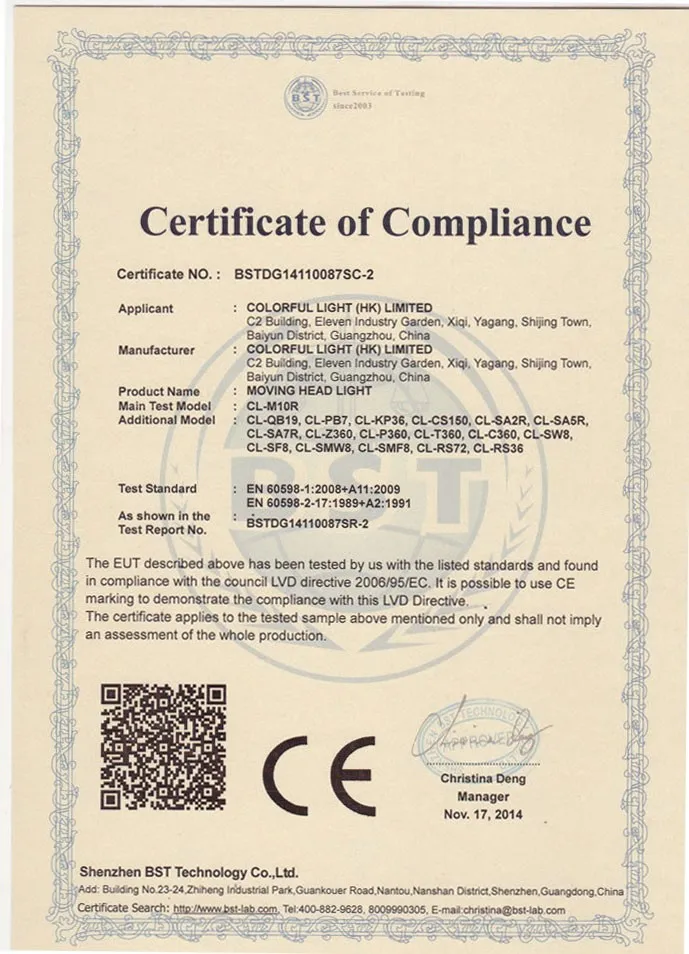 BST
Best Service of Testing
since2003
Certificate of Compliance
Certificate NO. : BSTDG14110087SC-2
Applicant : COLORFUL LIGHT (HK) LIMITED
C2 Building, Eleven Industry Garden, Xiqi, Yagang, Shijing Town,
Baiyun District, Guangzhou, China
Manufacturer : COLORFUL LIGHT (HK) LIMITED
C2 Building, Eleven Industry Garden, Xiqi, Yagang, Shijing Town,
Baiyun District, Guangzhou, China
Product Name : MOVING HEAD LIGHT
Main Test Model : CL-M10R
Additional Model : CL-QB19, CL-PB7, CL-KP36, CL-CS150, CL-SA2R, CL-SA5R,
CL-SA7R, CL-Z360, CL-P360, CL-T360, CL-C360, CL-SW8,
CL-SF8, CL-SMW8, CL-SMF8, CL-RS72, CL-RS36
BST
Test Standard : EN 60598-1:2008+A11:2009
EN 60598-2-17:1989+A2:1991
As shown in the :
Test Report No. BSTDG14110087SR-2
The EUT described above has been tested by us with the listed standards and found
in compliance with the council LVD directive 2006/95/EC. It is possible to use CE
marking to demonstrate the compliance with this LVD Directive.
The certificate applies to the tested sample above mentioned only and shall not imply
an assessment of the whole production.
CE
BST TECHNOLOGY
APPROVED
Christina Deng
Manager
Nov. 17, 2014
Shenzhen BST Technology Co.,Ltd.
Add: Building No.23-24,Zhiheng Industrial Park,Guankouer Road,Nantou,Nanshan District,Shenzhen,Guangdong,China
Certificate Search: http://www.bst-lab.com, Tel:400-882-9628, 8009990305, E-mail:christina@bst-lab.com